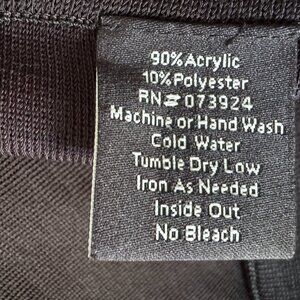 90% Acrylic
10% Polyester
RN# 073924
Machine or Hand Wash
Cold Water
Tumble Dry Low
Iron As Needed
Inside Out
No Bleach